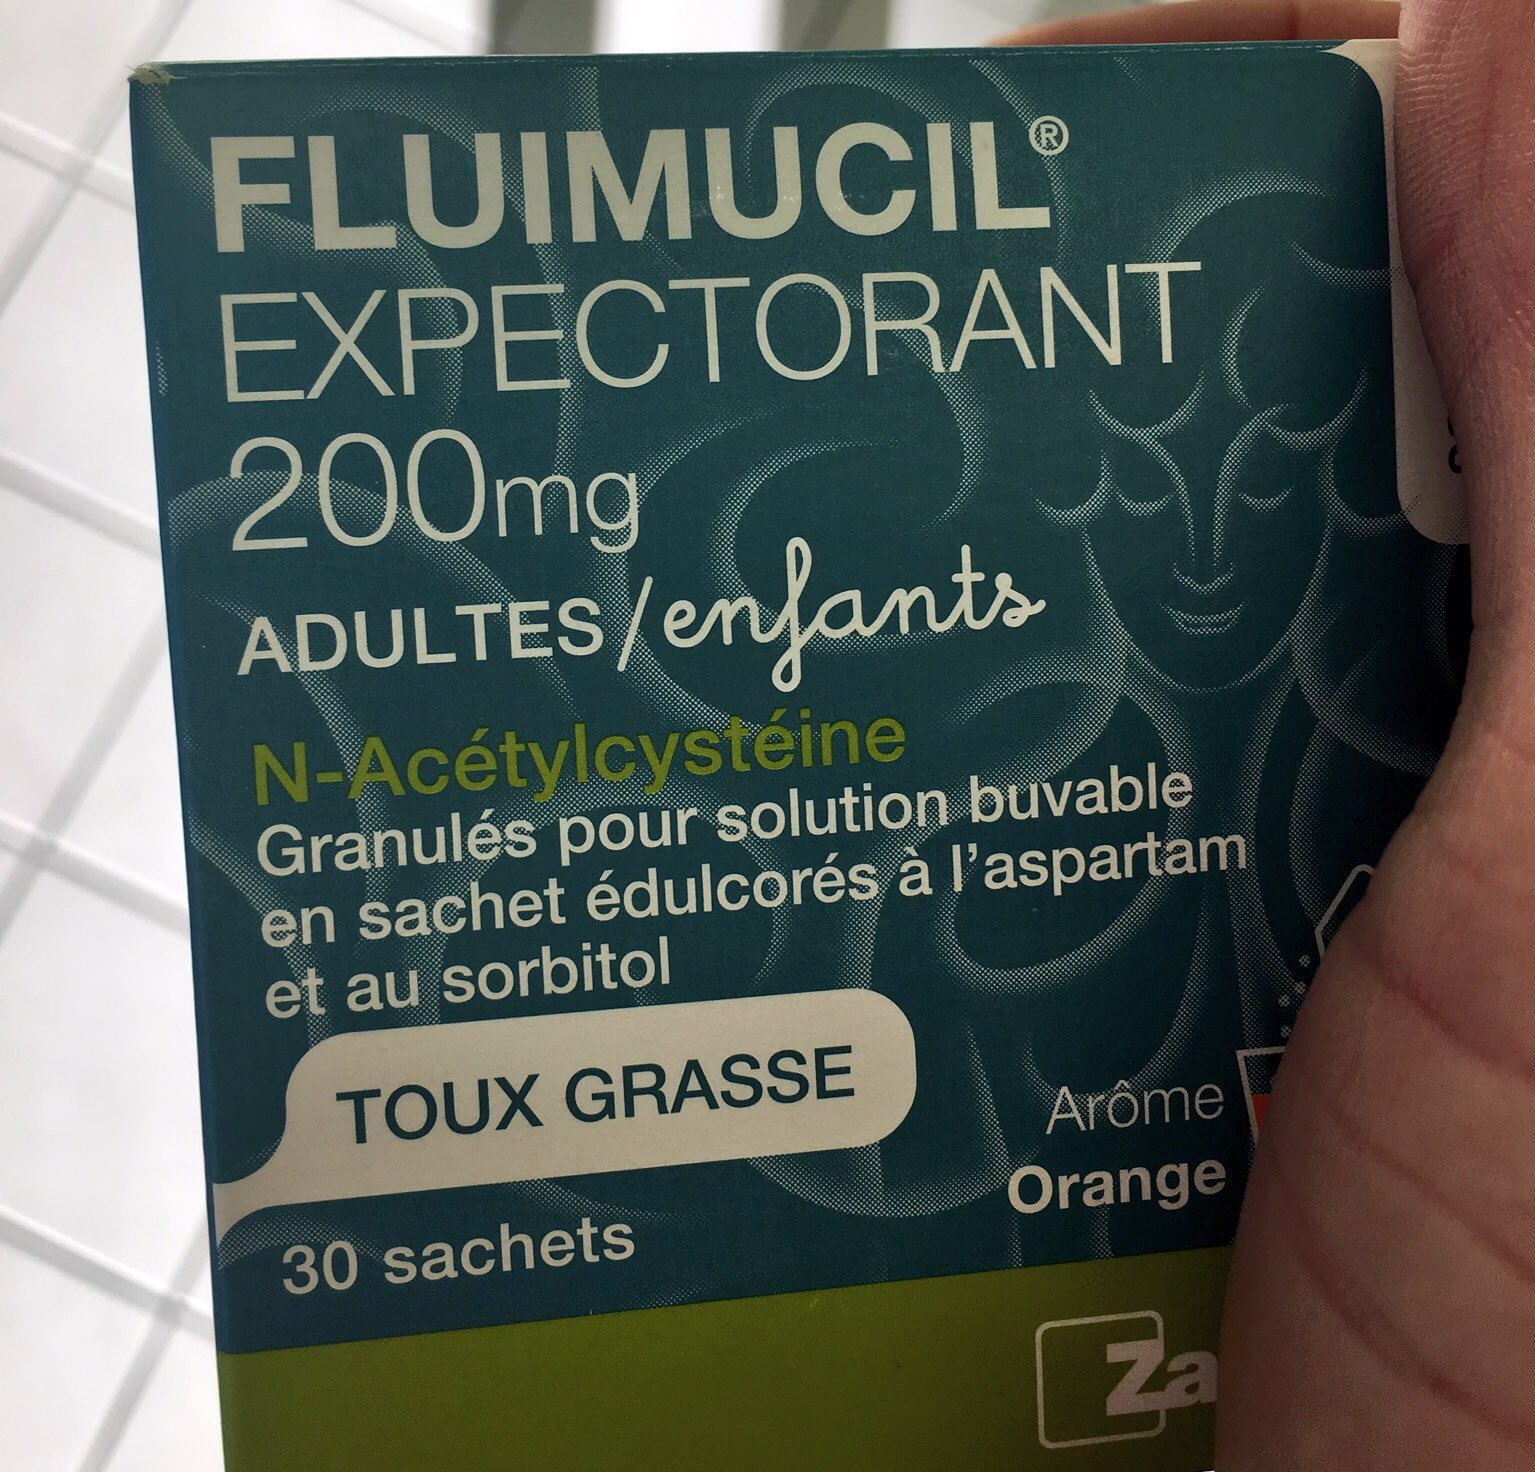 FLUIMUCIL®
EXPECTORANT
200mg
ADULTES/enfants
N-Acétylcystéine
Granulés pour solution buvable
en sachet édulcorés à l'aspartam
et au sorbitol
TOUX GRASSE
Arôme
Orange
30 sachets